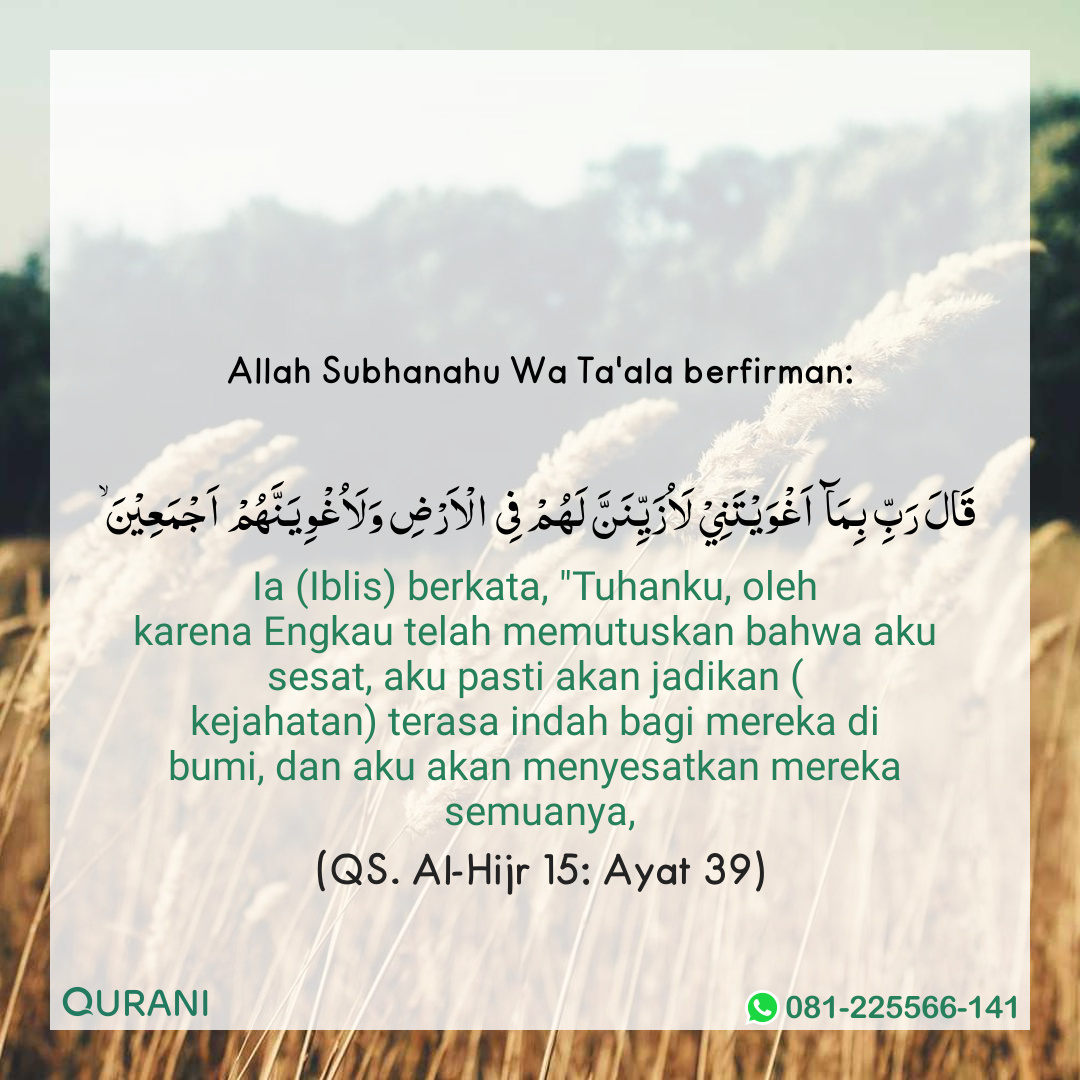 Allah Subhanahu Wa Ta'ala berfirman:
قَالَ رَبِّ بِمَآ اَغْوَيْتَنِيْ لَاُزَيِّنَنَّ لَهُمْ فِى الْاَرْضِ وَلَاُغْوِيَنَّهُمْ اَجْمَعِيْنَۙ
Ia (Iblis) berkata, "Tuhanku, oleh
karena Engkau telah memutuskan bahwa aku
sesat, aku pasti akan jadikan (
kejahatan) terasa indah bagi mereka di
bumi, dan aku akan menyesatkan mereka
semuanya,
(QS. Al-Hijr 15: Ayat 39)
QURANI
081-225566-141